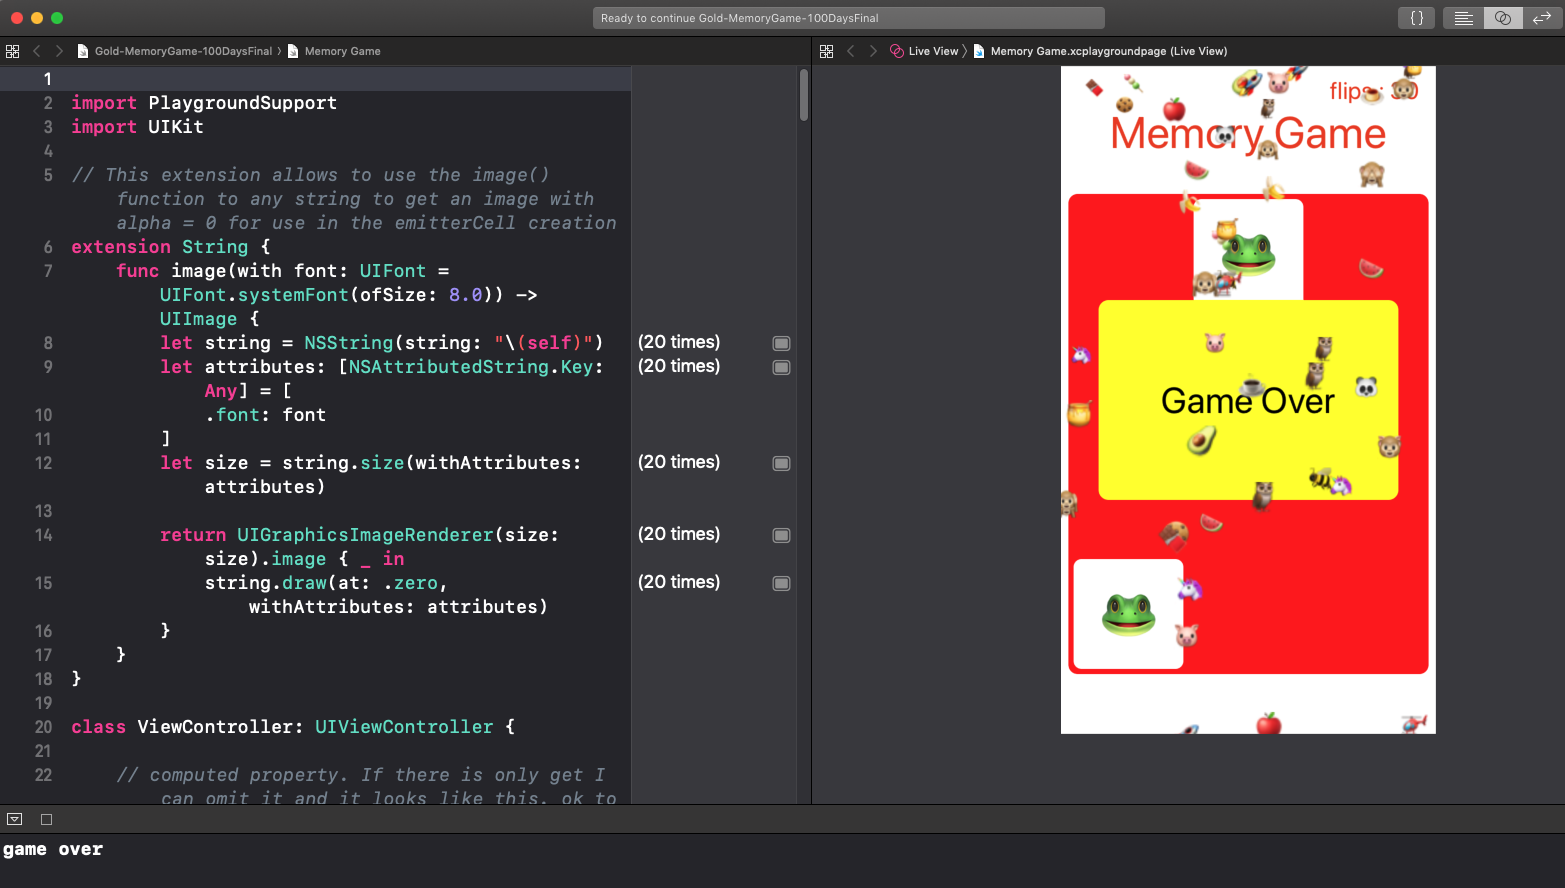 Ready to continue Gold-MemoryGame-100DaysFinal
{ }
Gold-MemoryGame-100DaysFinal 〉 Memory Game
Live View 〉 Memory Game.xcplaygroundpage (Live View)
1
2 import PlaygroundSupport
3 import UIKit
4
5 // This extension allows to use the image()
function to any string to get an image with
alpha = 0 for use in the emitterCell creation
6 extension String {
7 func image(with font: UIFont =
UIFont.systemFont(ofSize: 8.0)) ->
UIImage {
8 let string = NSString(string: "\(self)") (20 times)
9 let attributes: [NSAttributedString.Key: (20 times)
Any] = [
10 .font: font
11 ]
12 let size = string.size(withAttributes: (20 times)
attributes)
13
14 return UIGraphicsImageRenderer(size: (20 times)
size).image { _ in
15 string.draw(at: .zero, (20 times)
withAttributes: attributes)
16 }
17 }
18 }
19
20 class ViewController: UIViewController {
21
22 // computed property. If there is only get I
can omit it and it looks like this. ok to
flips :
Memory Game
Game Over
game over